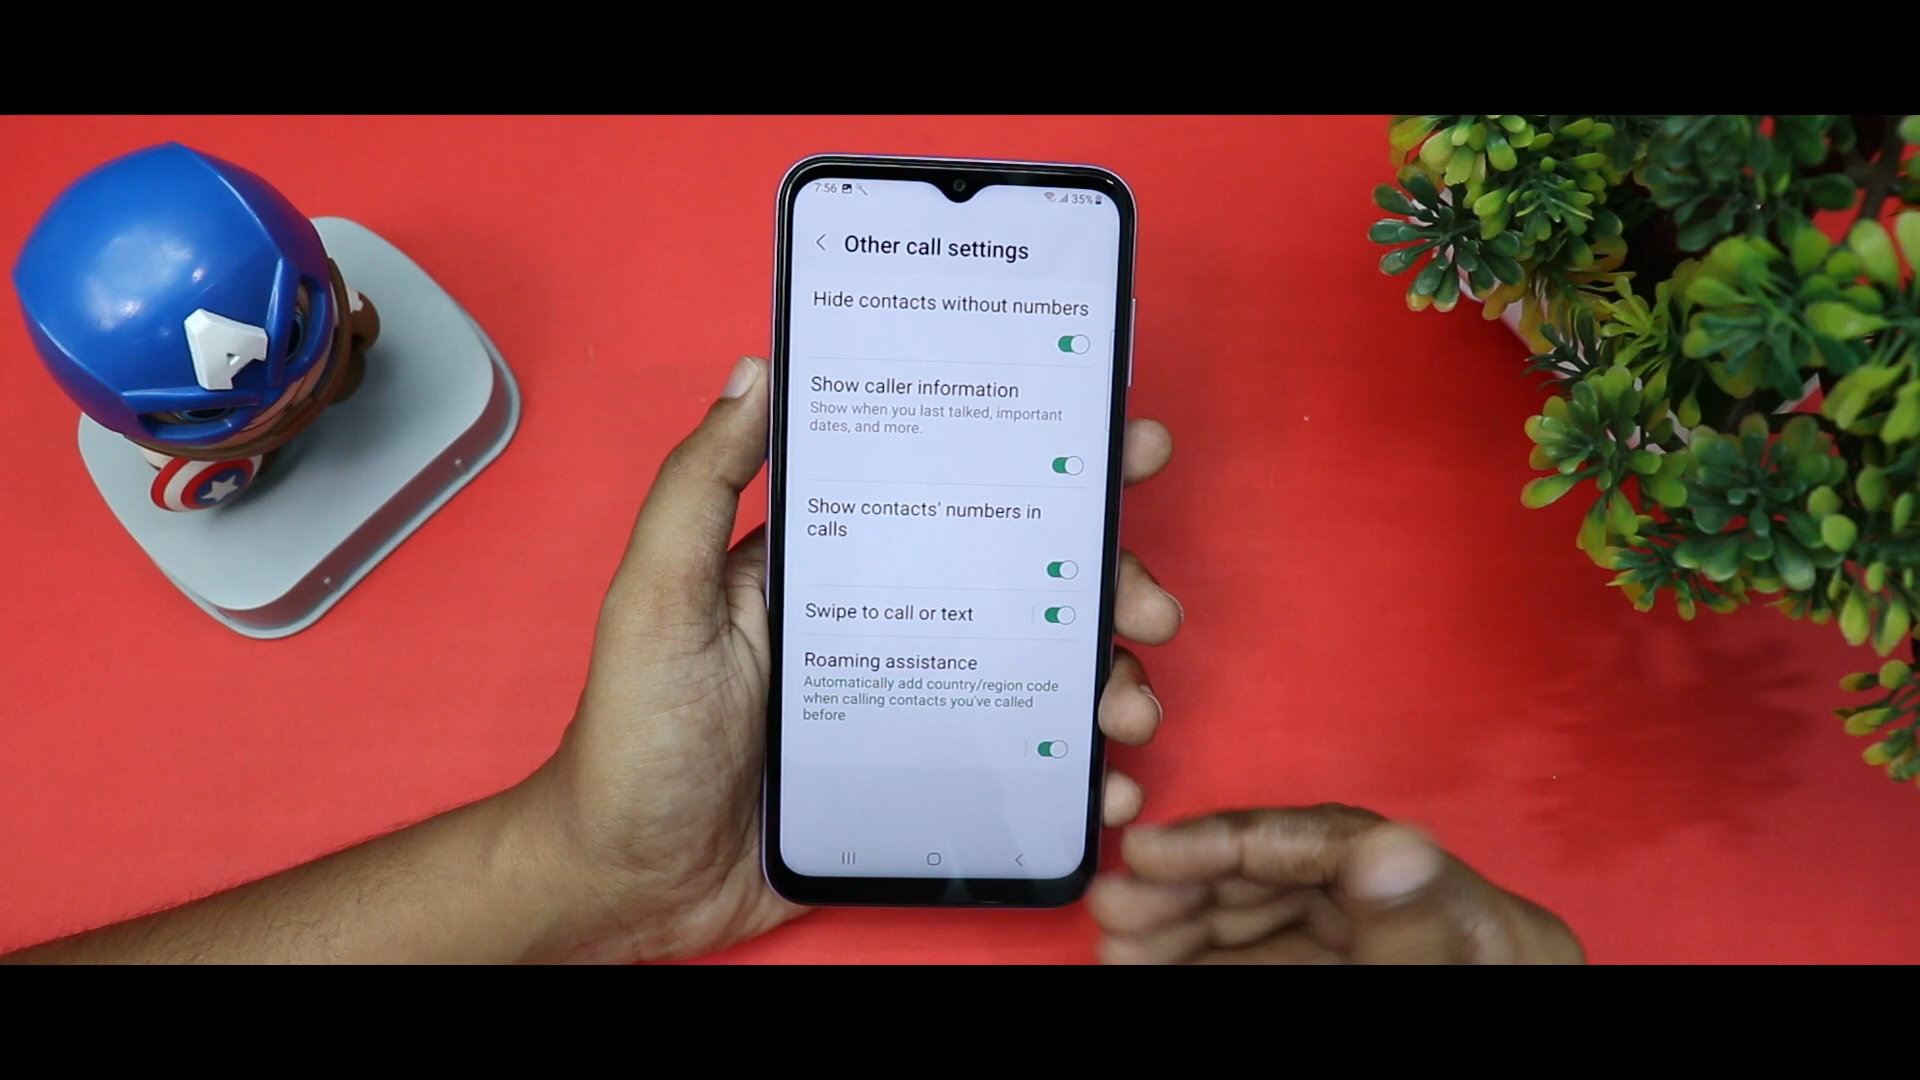 7:56
35%
Other call settings
Hide contacts without numbers
Show caller information
Show when you last talked, important
dates, and more.
Show contacts' numbers in
calls
Swipe to call or text
Roaming assistance
Automatically add country/region code
when calling contacts you've called
before
A